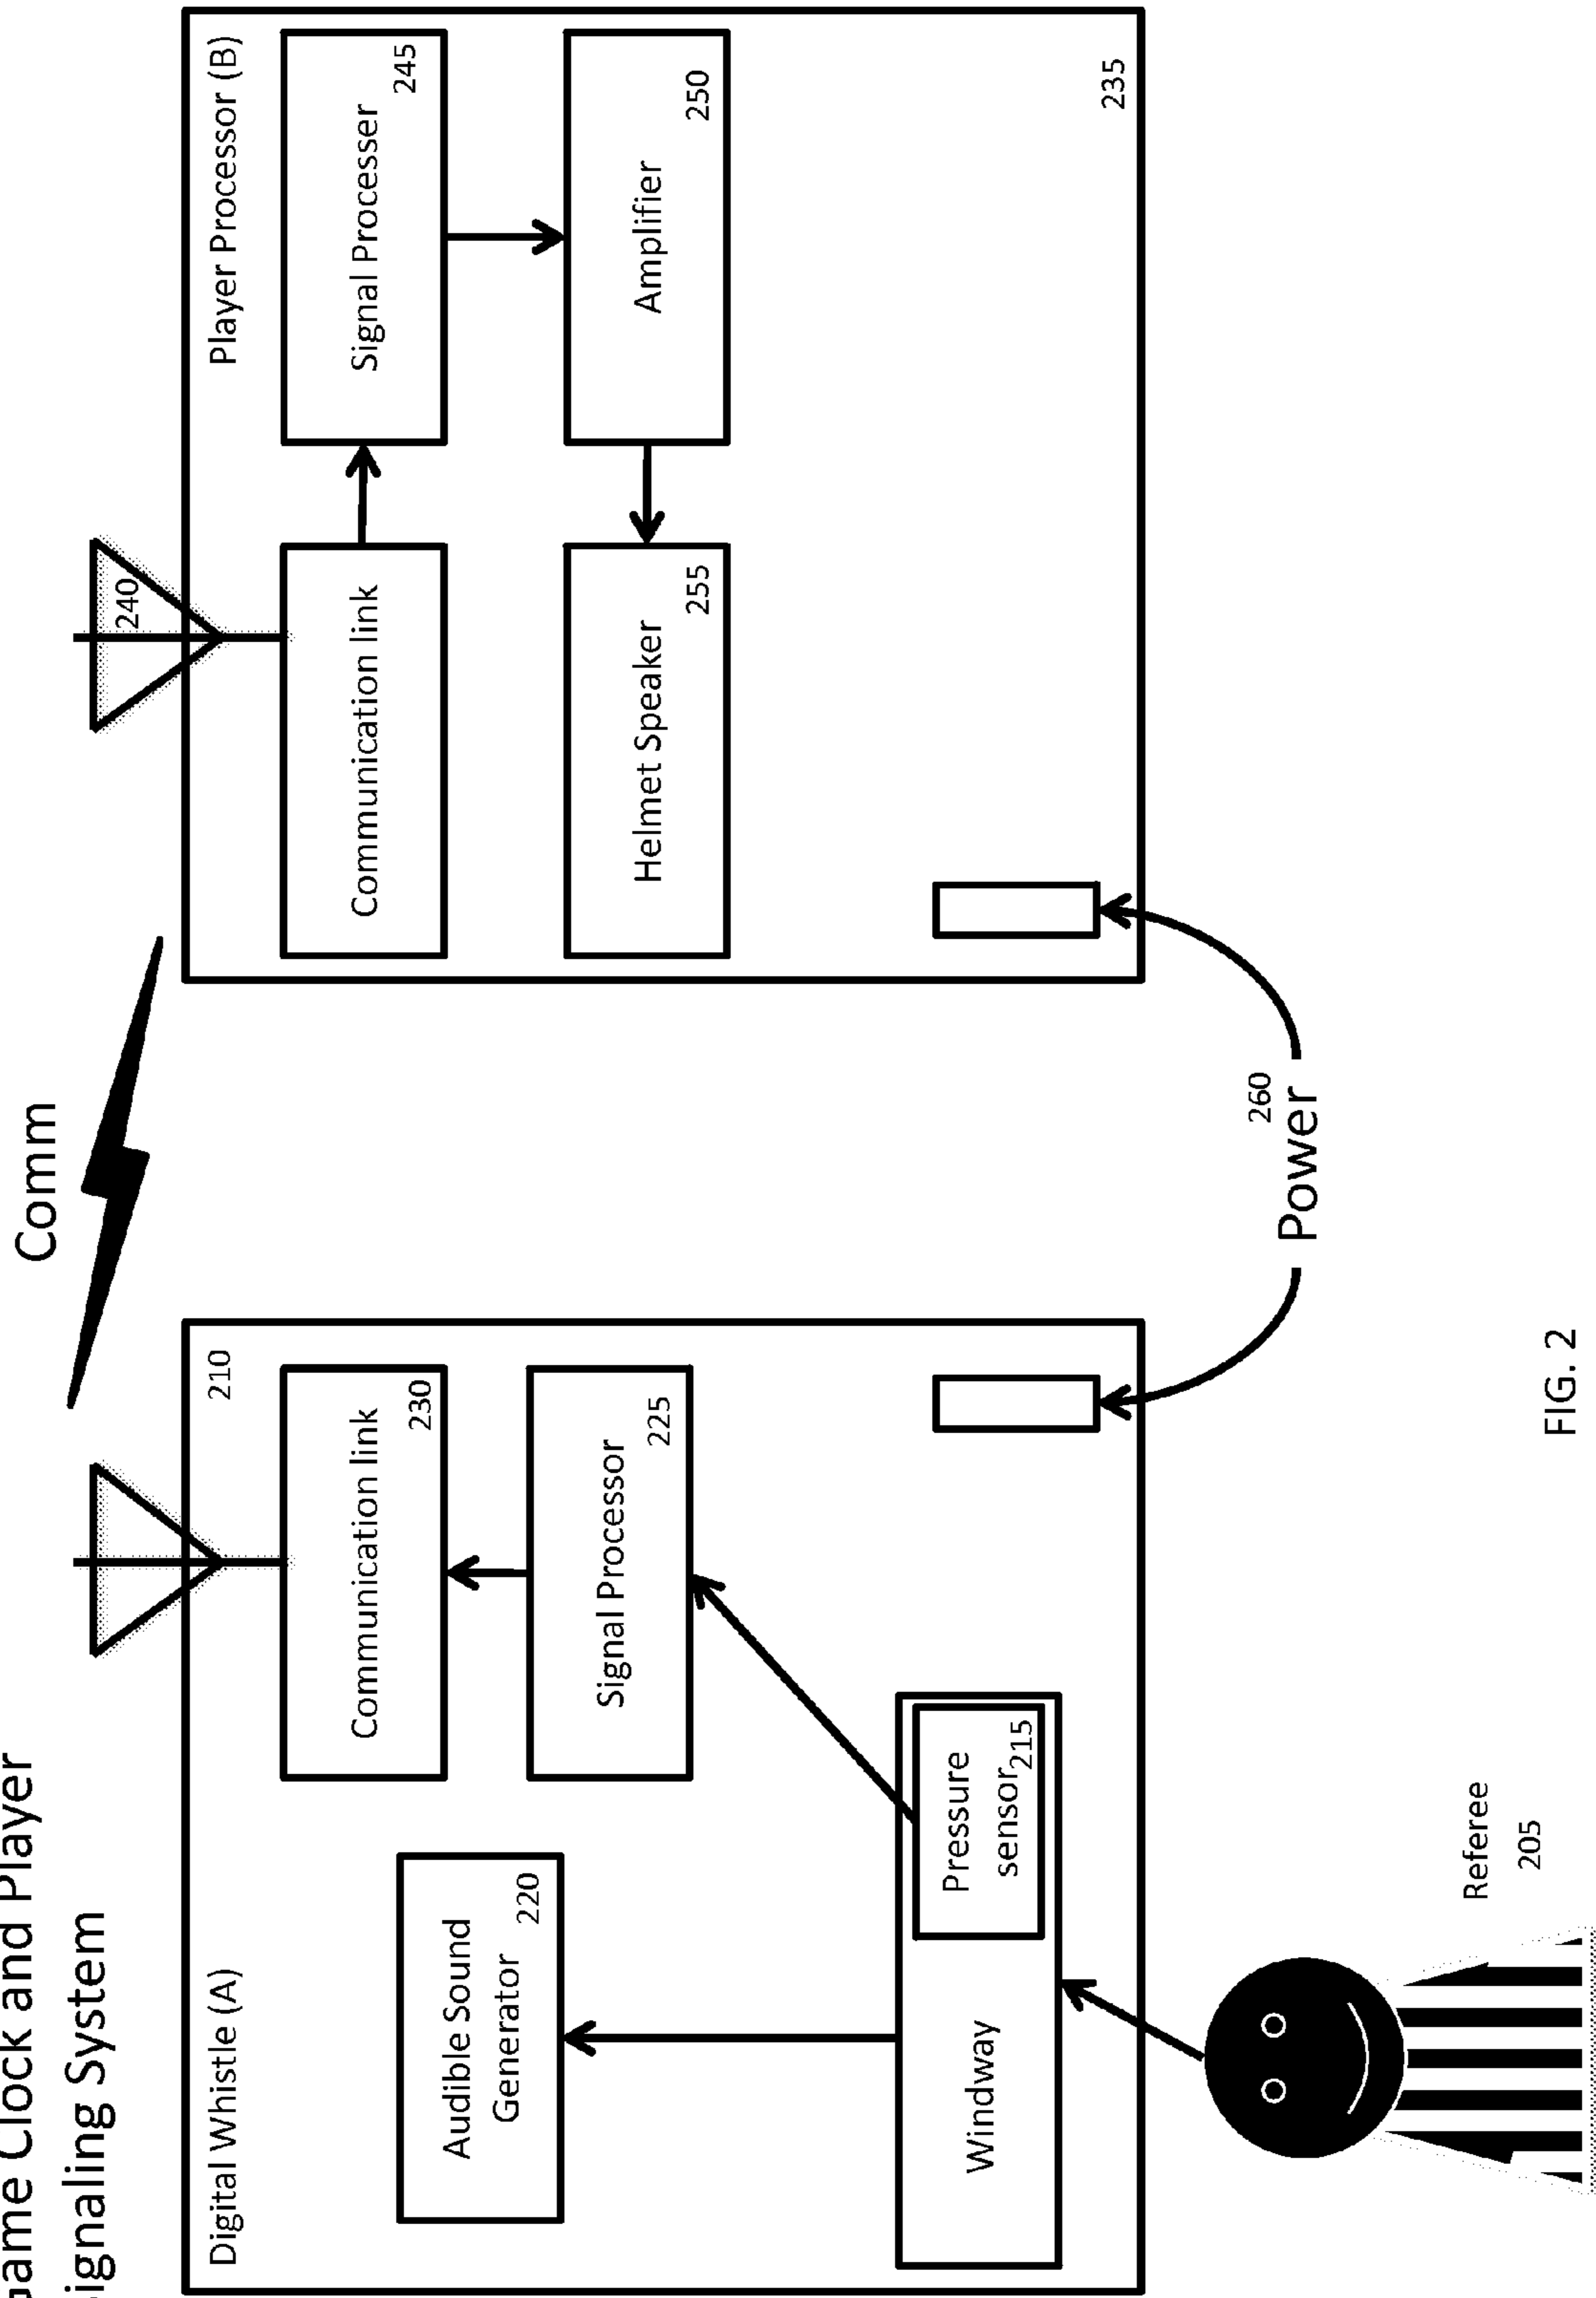 ame Clock and Player
ignaling System
Comm
Digital Whistle (A)
210
Communication link
230
Audible Sound
Generator
220
Signal Processor
225
Windway
Pressure
sensor
215
Referee
205
Player Processor (B)
240
Communication link
Signal Processer
245
Helmet Speaker
255
Amplifier
250
235
260
Power
FIG. 2